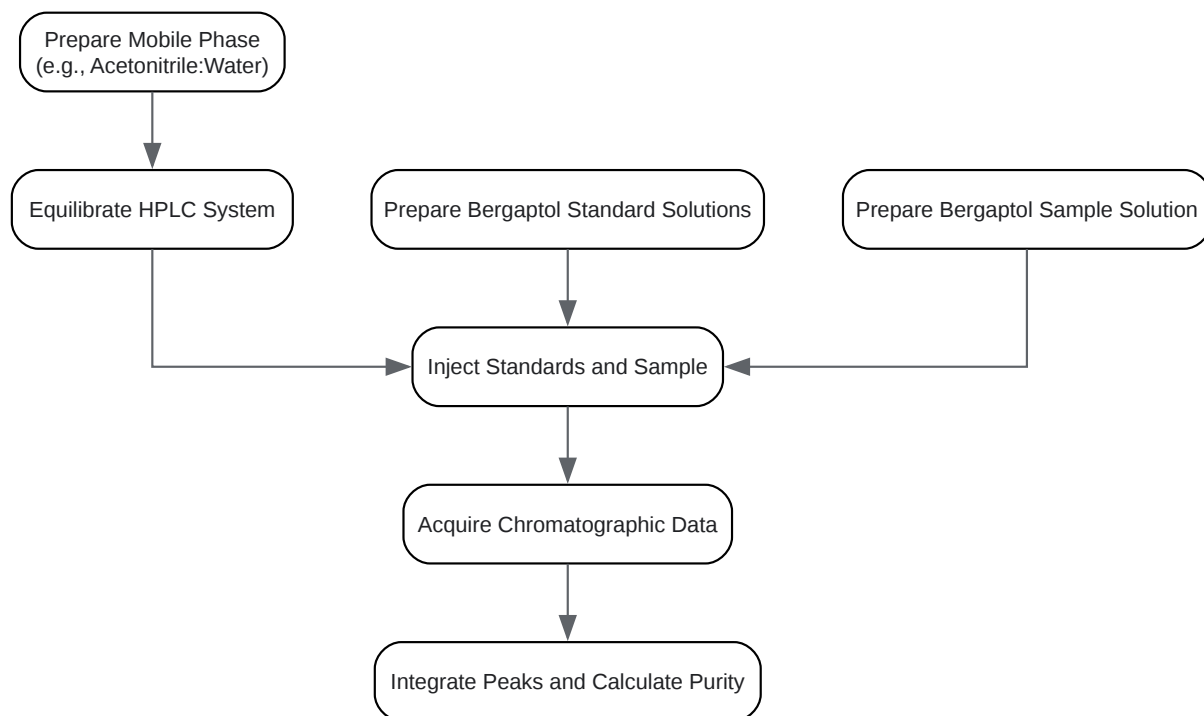 Prepare Mobile Phase
(e.g., Acetonitrile:Water)
Equilibrate HPLC System
Prepare Bergaptol Standard Solutions
Prepare Bergaptol Sample Solution
Inject Standards and Sample
Acquire Chromatographic Data
Integrate Peaks and Calculate Purity